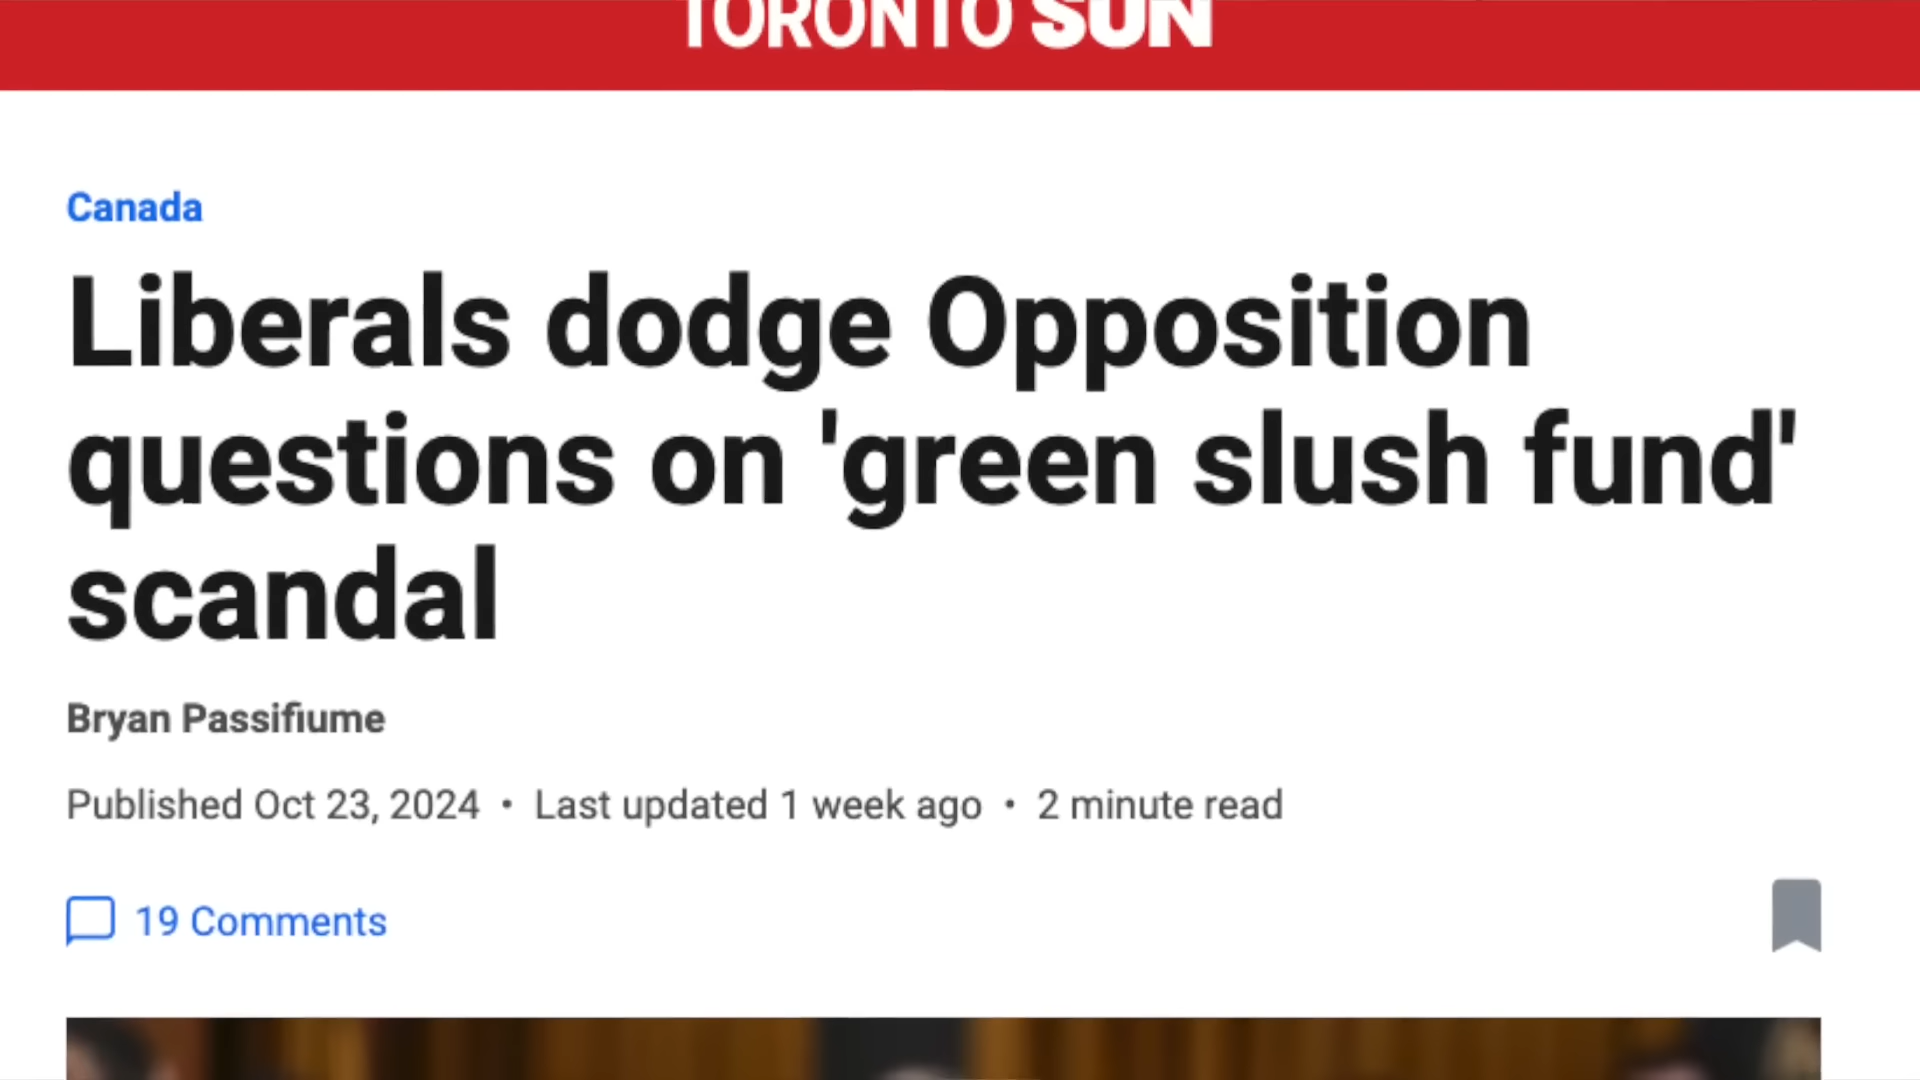 TORONTO SUN
Canada
Liberals dodge Opposition
questions on 'green slush fund'
scandal
Bryan Passifiume
Published Oct 23, 2024 • Last updated 1 week ago • 2 minute read
19 Comments